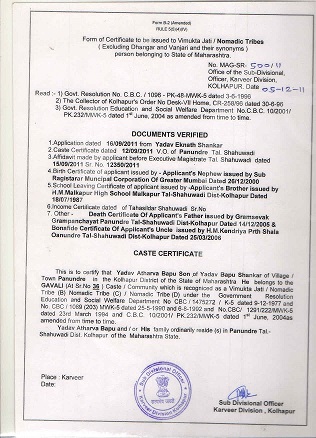 Form B-2 (Amended)
RULE 5(5)4)(IV)
Form of Certificate to be issued to Vimukta Jati / Nomadic Tribes
( Excluding Dhangar and Vanjari and their synonyms )
person belonging to State of Maharashtra.
No. MAG-SR- 500/11
Office of the Sub-Divisional,
Officer, Karveer Division,
KOLHAPUR. Date 05-12-11
Read :- 1) Govt. Resolution No. C.B.C. / 1096 - PK-48-MWK-5 dated 3-6-1996
2) The Collector of Kolhapur's Order No Desk-VII Home, CR-258/96 dated 30-6-96
3) Govt. Resolution Education and Social Welfare Department No.C.B.C. 10/2001/
PK.232/MWK-5 dated 1st June, 2004 as amended from time to time.
DOCUMENTS VERIFIED
1.Application dated 16/09/2011 from Yadav Eknath Shankar
2.Caste Certificate dated 12/09/2011 V.O. of Panundre Tal. Shahuwadi
3.Affidavit made by applicant before Executive Magistrate Tal. Shahuwadi dated
15/09/2011 Sr. No. 12350/2011
4.Birth Certificate of applicant issued by - Applicant's Nephew issued by Sub
Ragistarar Muncipal Corporation Of Greater Mumbai Dated 26/12/2000
5.School Leaving Certificate of applicant issued by -Applicant's Brother issued by
H.M Malkapur High School Malkapur Tal-Shahuwadi Dist-Kolhapur Dated
18/07/1987
6.Income Certificate dated of Tahasildar Shahuwadi Sr.No
7. Other - Death Certificate Of Applicant's Father issued by Gramsevak
Grampanchayat Panundre Tal-Shahuwadi Dist-Kolhapur Dated 14/12/2005 &
Bonsfide Certificate Of Applicant's Uncle issued by H.M.Kendriya Prth Shala
Oanundre Tal-Shahuwadi Dist-Kolhapur Dated 25/03/2006
CASTE CERTIFICATE
This is to certify that Yadav Atharva Bapu Son of Yadav Bapu Shankar of Village /
Town Panundre in the Kolhapur District of the State of Maharashtra He belongs to the
GAVALI (At Sr.No 36 ) Caste / Community which is recognised as a Vimukta Jati / Nomadic
Tribe (B) Nomadic Tribe (C) / Nomadic Tribe (D) under the Government Resolution
Education and Social Welfare Department No CBC / 1475/272 / K-5 dated 9-12-1977 and
No. CBC / 1089 (203) MWK-5 dated 25-5-1990 and 6-8-1992 and No.CBC/ 1291/222/MWK-5
dated 23rd March 1994 and C.B.C. 10/2001/ PK.232/MWK-5 dated 1st June, 2004as
amended from time to time.
Yadav Atharva Bapu and / or His family ordinarily reside (s) in Panundre Tal.-
Shahuwadi Dist. Kolhapur of the Maharashtra State.
Place : Karveer
Date :
Sub Divisional Officer
Karveer Division , Kolhapur